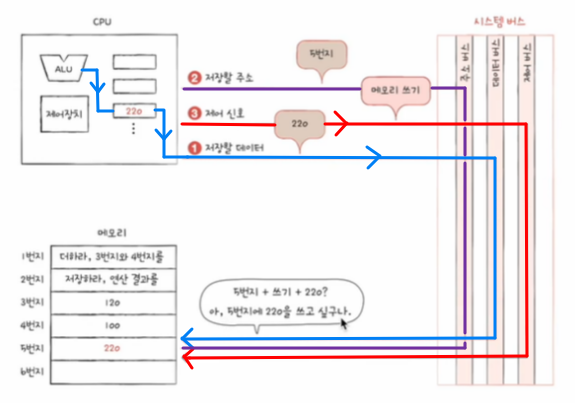 CPU
시스템 버스
ALU
제어장치
220
⋮
5번지
2 저장할 주소
메모리 쓰기
3 제어 신호
220
1 저장할 데이터
주소 버스
데이터 버스
제어 버스
메모리
1번지 더하라, 3번지와 4번지를
2번지 저장하라, 연산 결과를
3번지 120
4번지 100
5번지 220
6번지
5번지 + 쓰기 + 220?
아, 5번지에 220을 쓰고 싶구나.